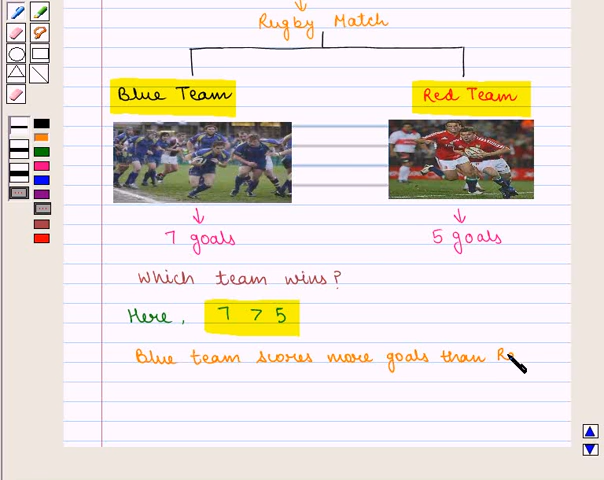 Rugby Match
Blue Team Red Team
7 goals 5 goals
Which team wins?
Here, 7 > 5
Blue team scores more goals than